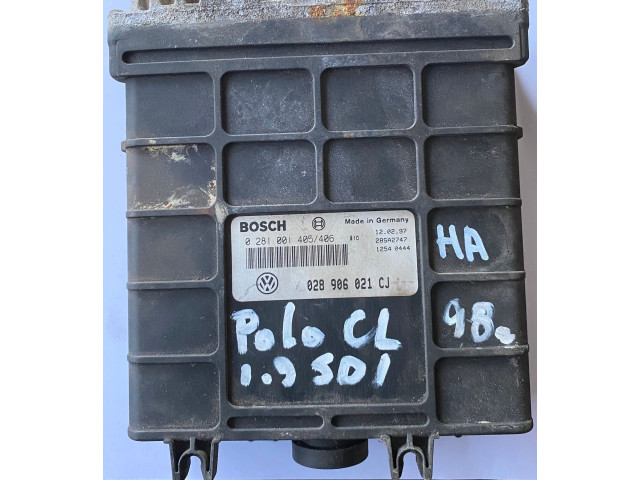 BOSCH Made in Germany
0 281 001 405/406 12.02.97
28SA2747
1254 0444
028 906 021 CJ
HA
Polo CL 98.
1.9 SDI